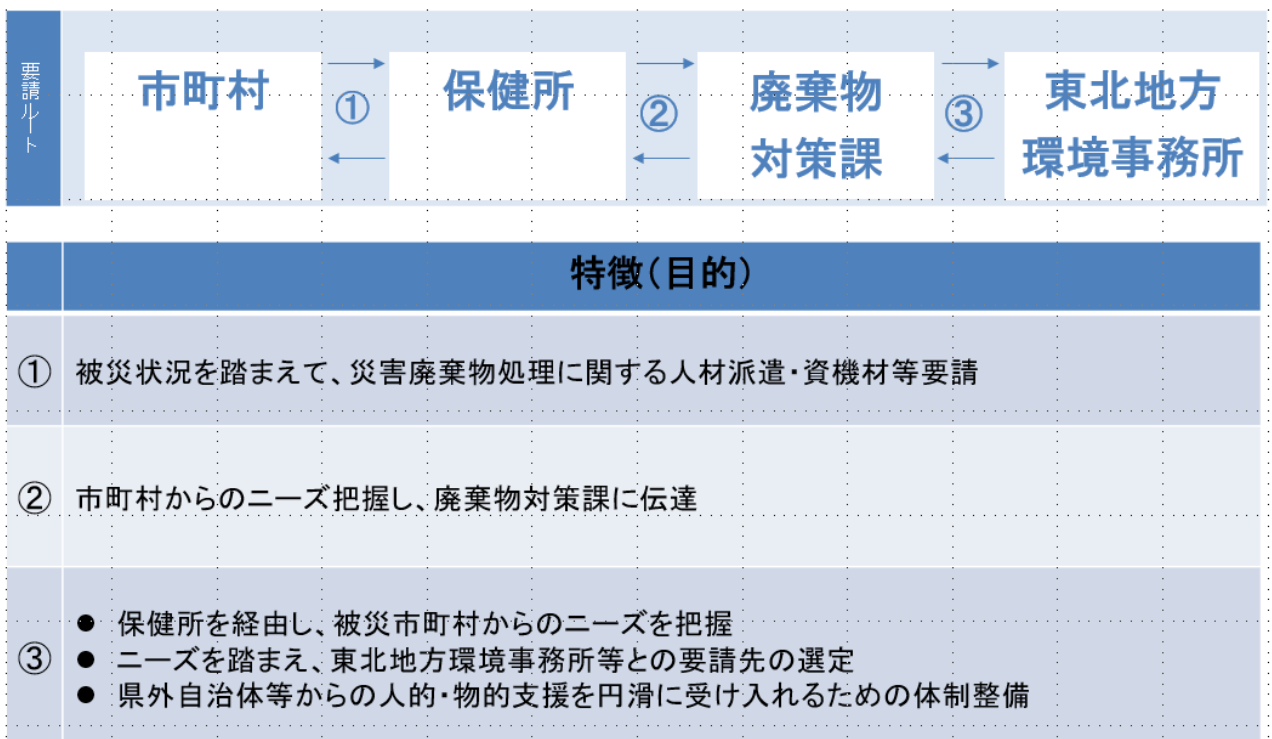 要請ルート
市町村
①
保健所
②
廃棄物
対策課
③
東北地方
環境事務所
特徴(目的)
① 被災状況を踏まえて、災害廃棄物処理に関する人材派遣・資機材等要請
② 市町村からのニーズ把握し、廃棄物対策課に伝達
③
● 保健所を経由し、被災市町村からのニーズを把握
● ニーズを踏まえ、東北地方環境事務所等との要請先の選定
● 県外自治体等からの人的・物的支援を円滑に受け入れるための体制整備